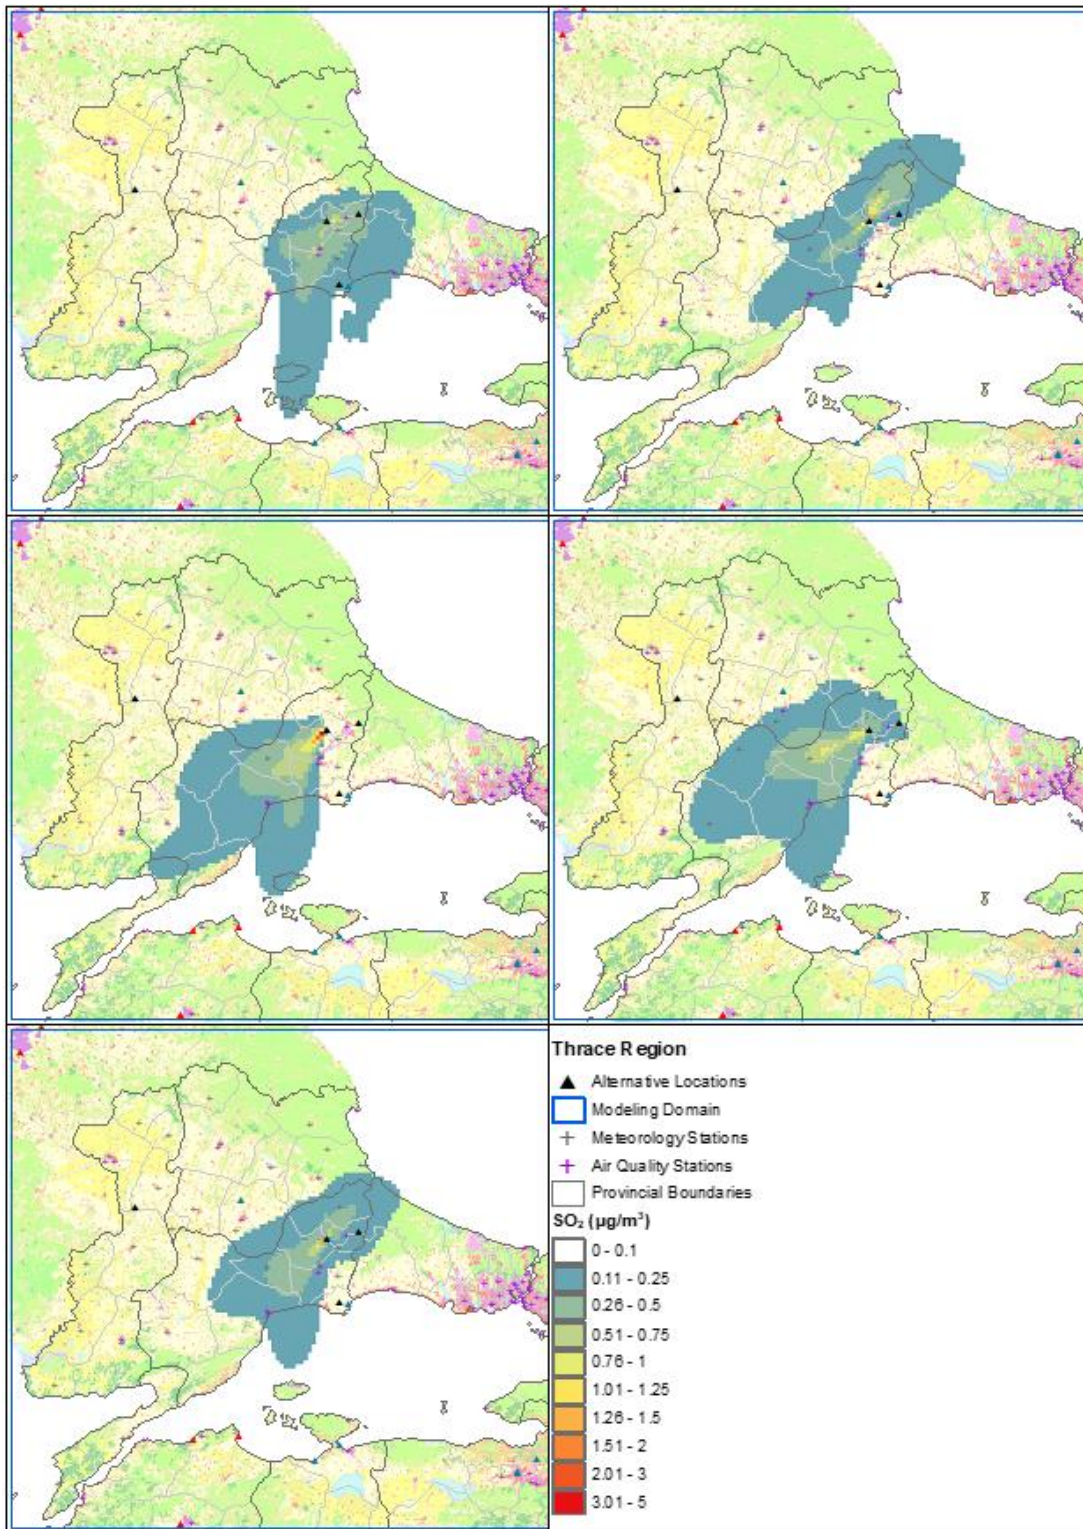 Thrace Region
Alternative Locations
Modeling Domain
Meteorology Stations
Air Quality Stations
Provincial Boundaries
SO₂ (µg/m³)
0 - 0.1
0.11 - 0.25
0.26 - 0.5
0.51 - 0.75
0.76 - 1
1.01 - 1.25
1.26 - 1.5
1.51 - 2
2.01 - 3
3.01 - 5